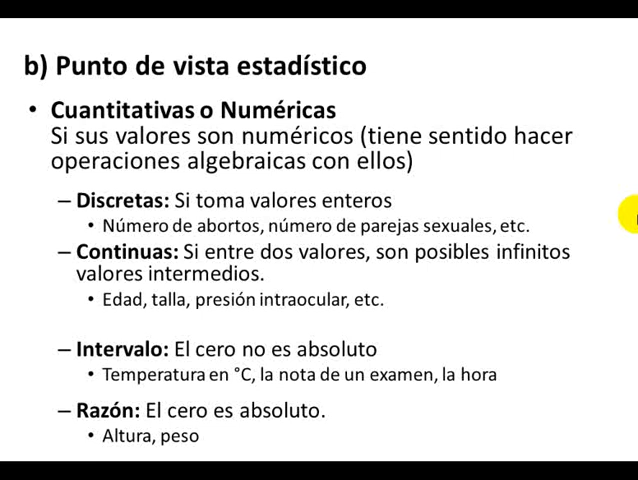 b) Punto de vista estadístico
• Cuantitativas o Numéricas
Si sus valores son numéricos (tiene sentido hacer
operaciones algebraicas con ellos)
– Discretas: Si toma valores enteros
• Número de abortos, número de parejas sexuales, etc.
– Continuas: Si entre dos valores, son posibles infinitos
valores intermedios.
• Edad, talla, presión intraocular, etc.
– Intervalo: El cero no es absoluto
• Temperatura en °C, la nota de un examen, la hora
– Razón: El cero es absoluto.
• Altura, peso